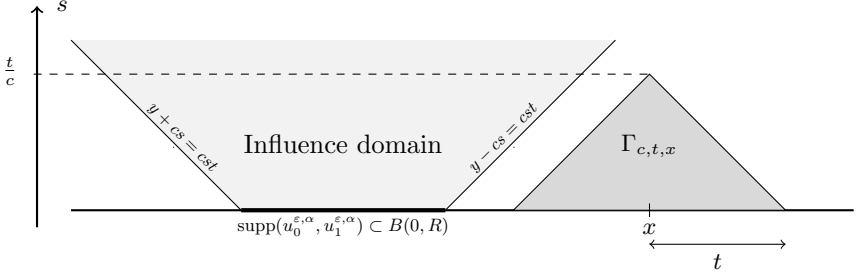 s
t/c
y + cs = cst
y − cs = cst
Influence domain
Γ_{c,t,x}
supp(u_0^{ε,α}, u_1^{ε,α}) ⊂ B(0, R)
x
t